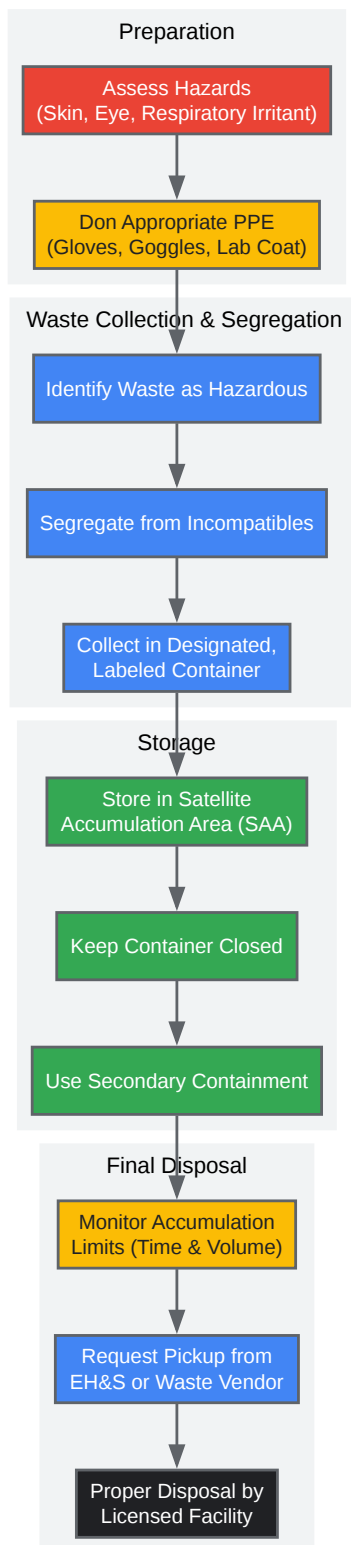 Preparation
Assess Hazards
(Skin, Eye, Respiratory Irritant)
Don Appropriate PPE
(Gloves, Goggles, Lab Coat)
Waste Collection & Segregation
Identify Waste as Hazardous
Segregate from Incompatibles
Collect in Designated,
Labeled Container
Storage
Store in Satellite
Accumulation Area (SAA)
Keep Container Closed
Use Secondary Containment
Final Disposal
Monitor Accumulation
Limits (Time & Volume)
Request Pickup from
EH&S or Waste Vendor
Proper Disposal by
Licensed Facility